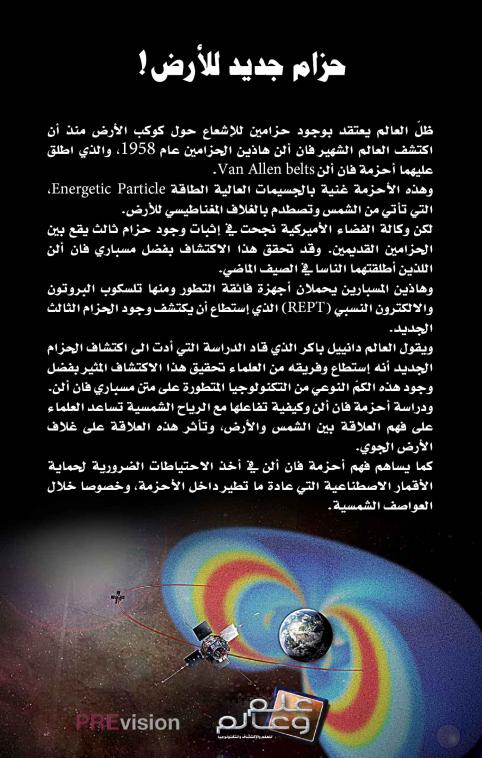 حزام جديد للأرض!
ظلّ العالم يعتقد بوجود حزامين للإشعاع حول كوكب الأرض منذ أن
اكتشف العالم الشهير فان ألن هاذين الحزامين عام 1958، والذي اطلق
عليهما أحزمة فان ألن Van Allen belts.
وهذه الأحزمة غنية بالجسيمات العالية الطاقة Energetic Particle،
التي تأتي من الشمس وتصطدم بالغلاف المغناطيسي للأرض.
لكن وكالة الفضاء الأميركية نجحت في إثبات وجود حزام ثالث يقع بين
الحزامين القديمين. وقد تحقق هذا الاكتشاف بفضل مسباري فان ألن
اللذين أطلقتهما الناسا في الصيف الماضي.
وهاذين المسبارين يحملان أجهزة فائقة التطور ومنها تلسكوب البروتون
والالكترون النسبي (REPT) الذي إستطاع أن يكتشف وجود الحزام الثالث
الجديد.
ويقول العالم دانييل باكر الذي قاد الدراسة التي أدت الى اكتشاف الحزام
الجديد أنه إستطاع وفريقه من العلماء تحقيق هذا الاكتشاف المثير بفضل
وجود هذه الكمّ النوعي من التكنولوجيا المتطورة على متن مسباري فان ألن.
ودراسة أحزمة فان ألن وكيفية تفاعلها مع الرياح الشمسية تساعد العلماء
على فهم العلاقة بين الشمس والأرض، وتأثر هذه العلاقة على غلاف
الأرض الجوي.
كما يساهم فهم أحزمة فان ألن في أخذ الاحتياطات الضرورية لحماية
الأقمار الاصطناعية التي عادة ما تطير داخل الأحزمة، وخصوصا خلال
العواصف الشمسية.
علم
وعالم
للعلم والإكتشاف والتكنولوجيا
PREvision